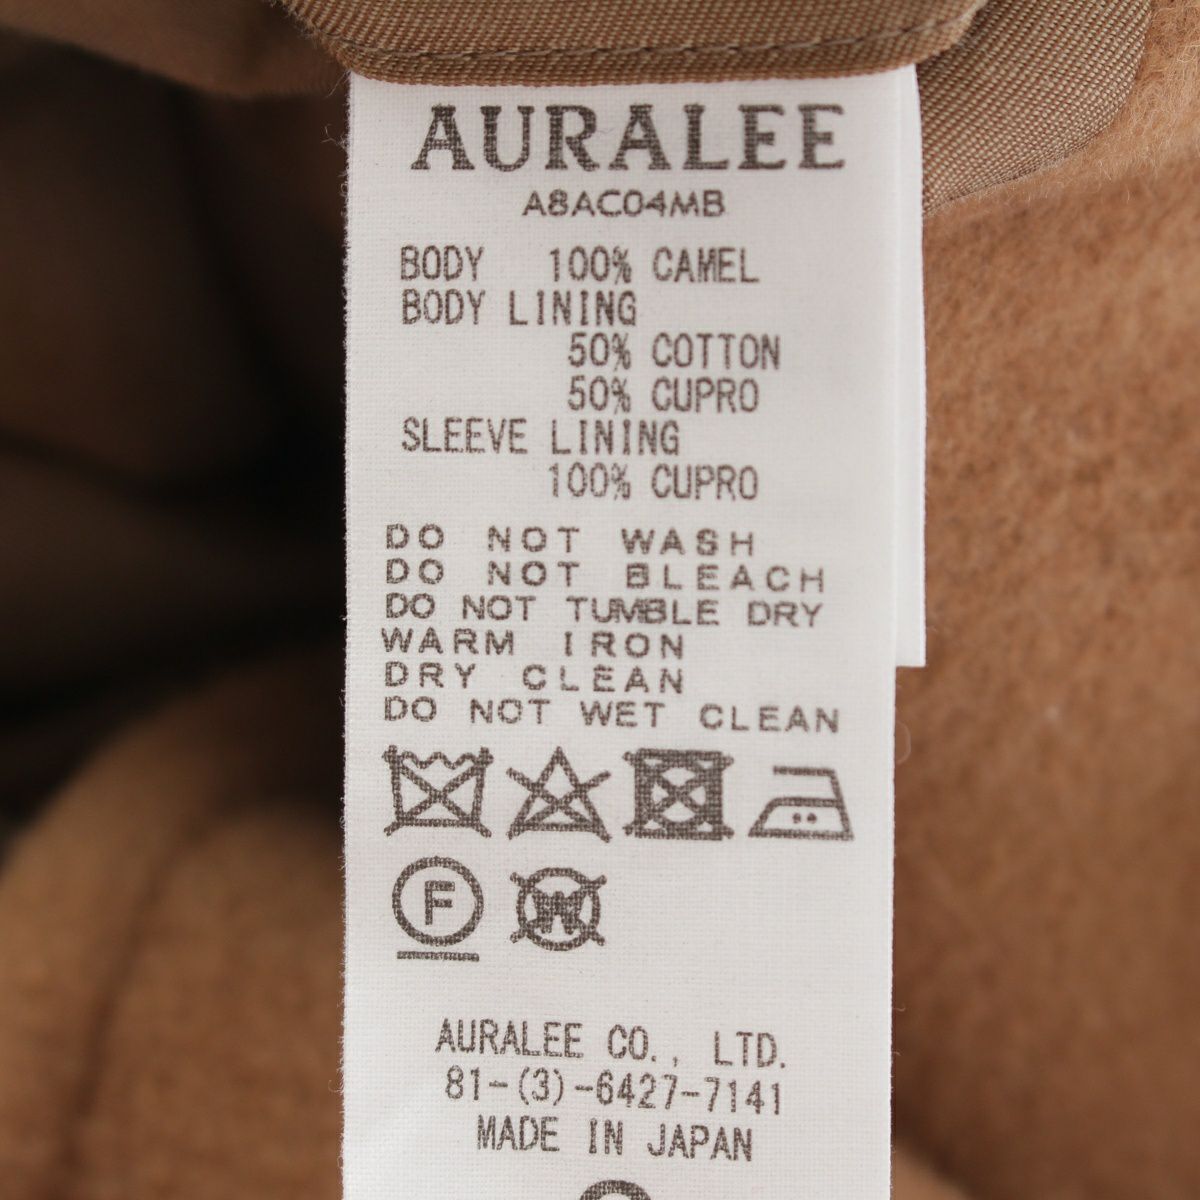 AURALEE
A8AC04MB
BODY 100% CAMEL
BODY LINING
50% COTTON
50% CUPRO
SLEEVE LINING
100% CUPRO
DO NOT WASH
DO NOT BLEACH
DO NOT TUMBLE DRY
WARM IRON
DRY CLEAN
DO NOT WET CLEAN
F W
AURALEE CO., LTD.
81-(3)-6427-7141
MADE IN JAPAN